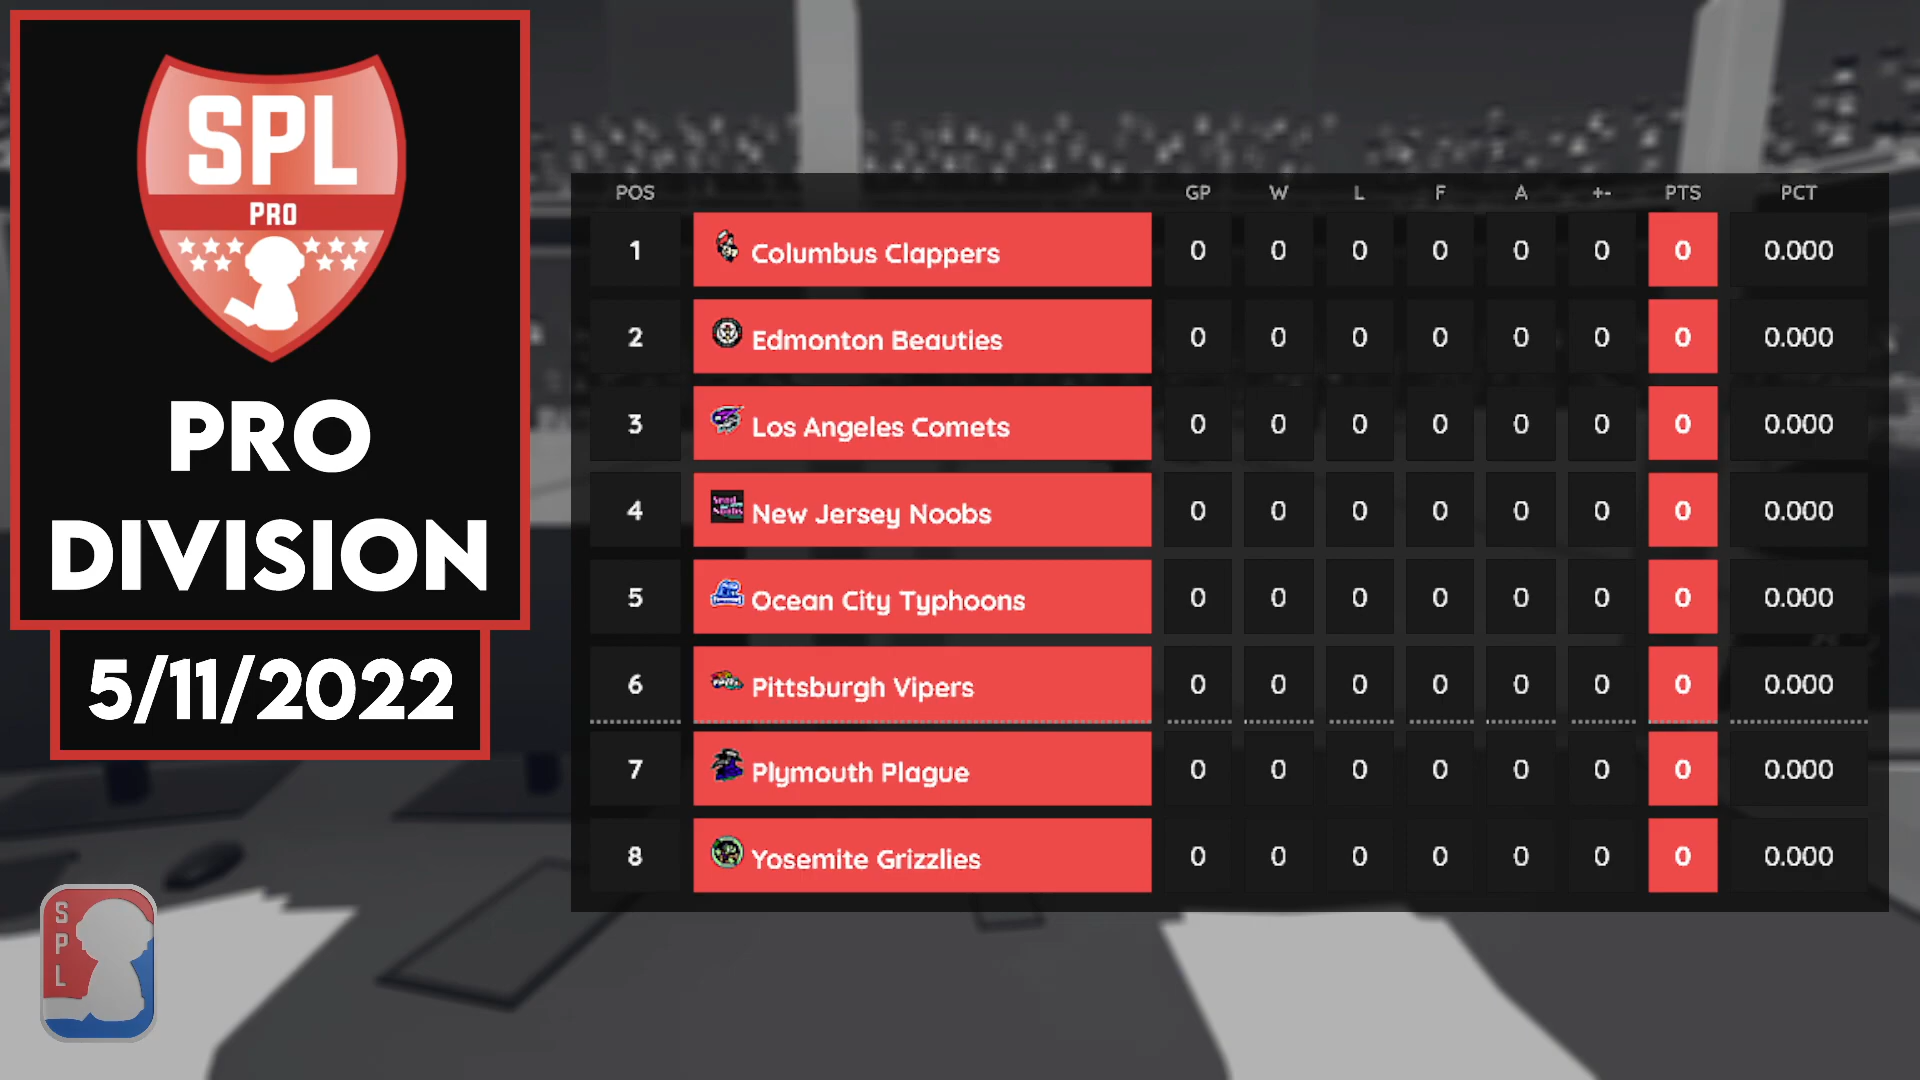 SPL
PRO
PRO
DIVISION
5/11/2022
POS GP W L F A +- PTS PCT
1 Columbus Clappers 0 0 0 0 0 0 0 0.000
2 Edmonton Beauties 0 0 0 0 0 0 0 0.000
3 Los Angeles Comets 0 0 0 0 0 0 0 0.000
4 New Jersey Noobs 0 0 0 0 0 0 0 0.000
5 Ocean City Typhoons 0 0 0 0 0 0 0 0.000
6 Pittsburgh Vipers 0 0 0 0 0 0 0 0.000
7 Plymouth Plague 0 0 0 0 0 0 0 0.000
8 Yosemite Grizzlies 0 0 0 0 0 0 0 0.000
SPL